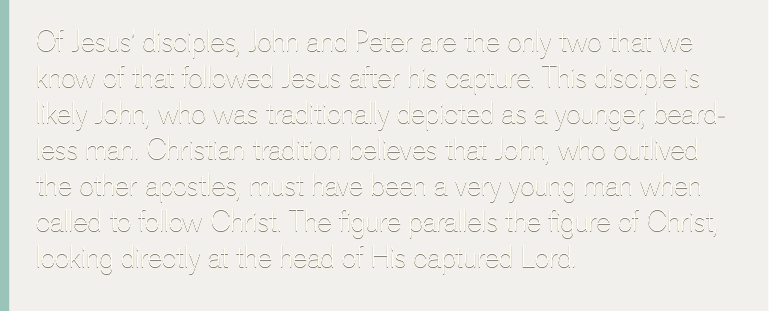 Of Jesus’ disciples, John and Peter are the only two that we
know of that followed Jesus after his capture. This disciple is
likely John, who was traditionally depicted as a younger, beard-
less man. Christian tradition believes that John, who outlived
the other apostles, must have been a very young man when
called to follow Christ. The figure parallels the figure of Christ,
looking directly at the head of His captured Lord.